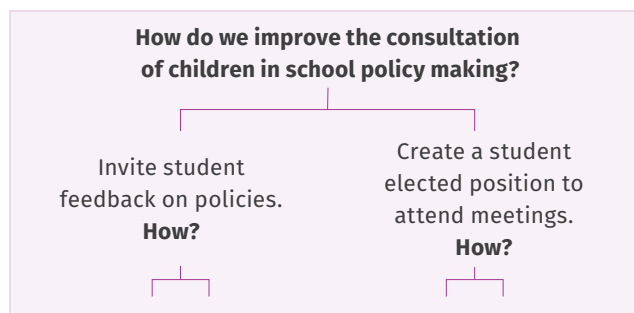 How do we improve the consultation
of children in school policy making?
Invite student
feedback on policies.
How?
Create a student
elected position to
attend meetings.
How?